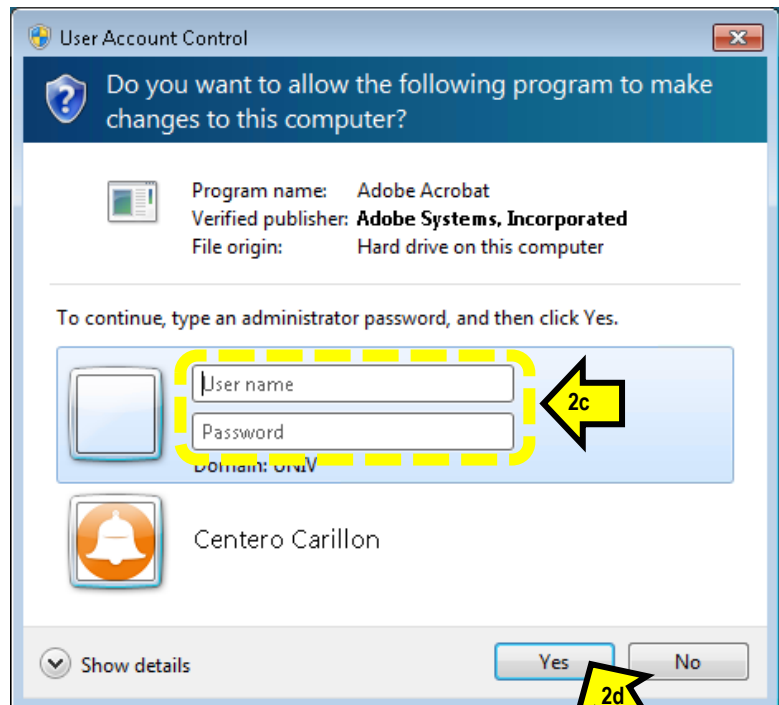 User Account Control
Do you want to allow the following program to make
changes to this computer?
Program name: Adobe Acrobat
Verified publisher: Adobe Systems, Incorporated
File origin: Hard drive on this computer
To continue, type an administrator password, and then click Yes.
User name
2c
Password
Domain: UNIV
Centero Carillon
Show details
Yes
No
2d